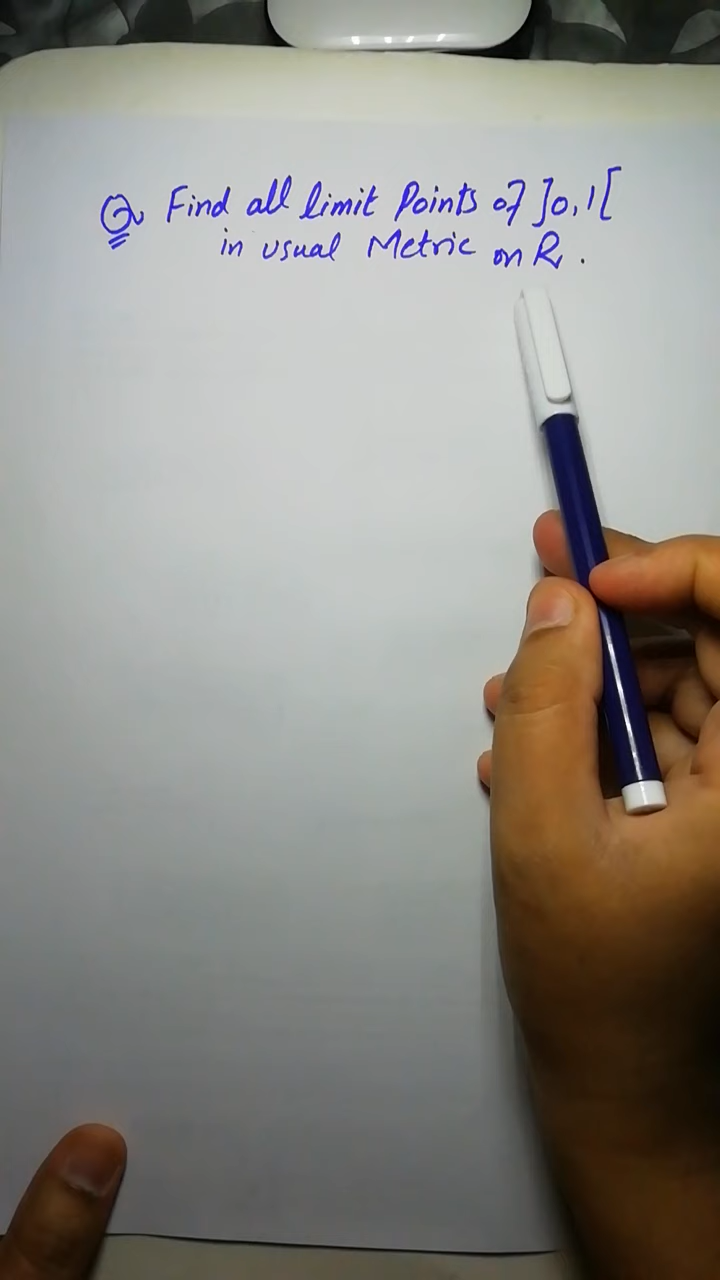 Q Find all limit Points of ]0,1[
in usual Metric on R.